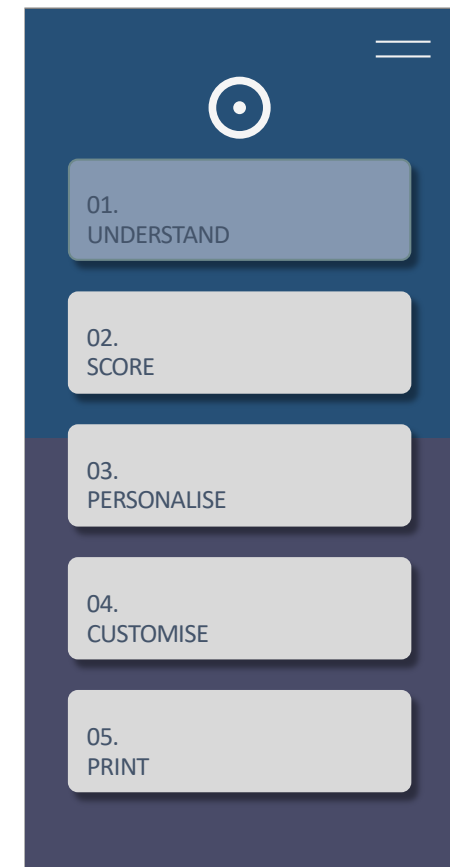 01.
UNDERSTAND
02.
SCORE
03.
PERSONALISE
04.
CUSTOMISE
05.
PRINT